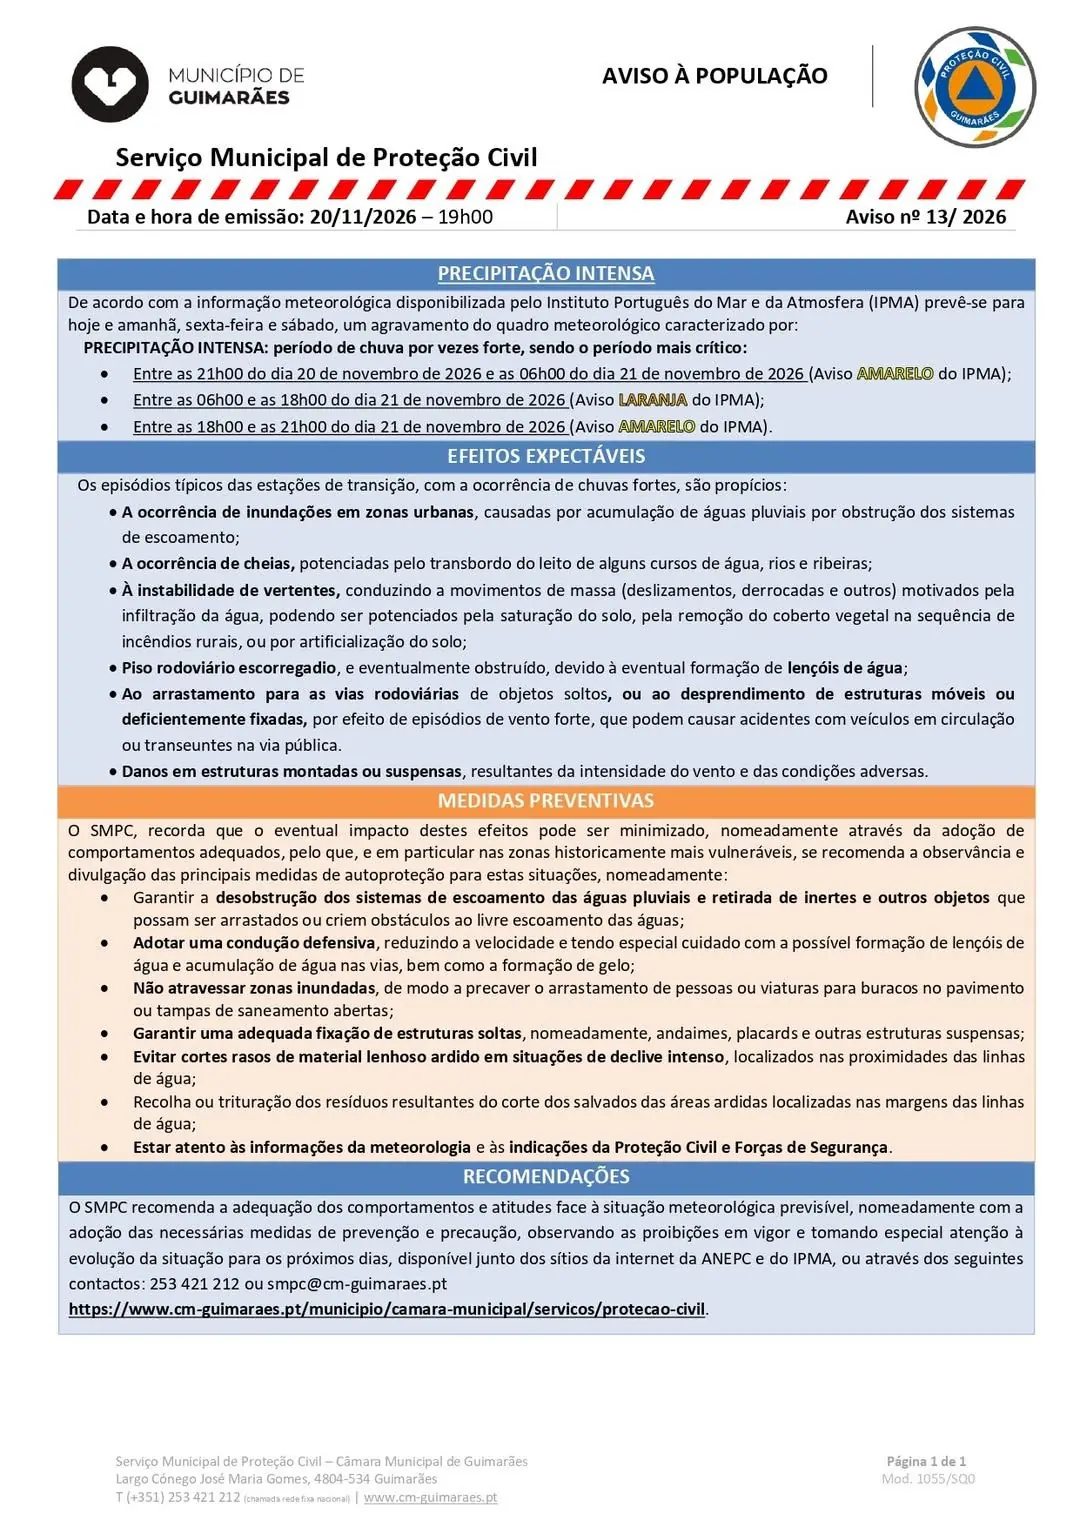 MUNICÍPIO DE
GUIMARÃES
AVISO À POPULAÇÃO
PROTEÇÃO CIVIL
GUIMARÃES
Serviço Municipal de Proteção Civil
Data e hora de emissão: 20/11/2026 – 19h00
Aviso nº 13/ 2026
PRECIPITAÇÃO INTENSA
De acordo com a informação meteorológica disponibilizada pelo Instituto Português do Mar e da Atmosfera (IPMA) prevê-se para
hoje e amanhã, sexta-feira e sábado, um agravamento do quadro meteorológico caracterizado por:
PRECIPITAÇÃO INTENSA: período de chuva por vezes forte, sendo o período mais crítico:
• Entre as 21h00 do dia 20 de novembro de 2026 e as 06h00 do dia 21 de novembro de 2026 (Aviso AMARELO do IPMA);
• Entre as 06h00 e as 18h00 do dia 21 de novembro de 2026 (Aviso LARANJA do IPMA);
• Entre as 18h00 e as 21h00 do dia 21 de novembro de 2026 (Aviso AMARELO do IPMA).
EFEITOS EXPECTÁVEIS
Os episódios típicos das estações de transição, com a ocorrência de chuvas fortes, são propícios:
• A ocorrência de inundações em zonas urbanas, causadas por acumulação de águas pluviais por obstrução dos sistemas
de escoamento;
• A ocorrência de cheias, potenciadas pelo transbordo do leito de alguns cursos de água, rios e ribeiras;
• À instabilidade de vertentes, conduzindo a movimentos de massa (deslizamentos, derrocadas e outros) motivados pela
infiltração da água, podendo ser potenciados pela saturação do solo, pela remoção do coberto vegetal na sequência de
incêndios rurais, ou por artificialização do solo;
• Piso rodoviário escorregadio, e eventualmente obstruído, devido à eventual formação de lençóis de água;
• Ao arrastamento para as vias rodoviárias de objetos soltos, ou ao desprendimento de estruturas móveis ou
deficientemente fixadas, por efeito de episódios de vento forte, que podem causar acidentes com veículos em circulação
ou transeuntes na via pública.
• Danos em estruturas montadas ou suspensas, resultantes da intensidade do vento e das condições adversas.
MEDIDAS PREVENTIVAS
O SMPC, recorda que o eventual impacto destes efeitos pode ser minimizado, nomeadamente através da adoção de
comportamentos adequados, pelo que, e em particular nas zonas historicamente mais vulneráveis, se recomenda a observância e
divulgação das principais medidas de autoproteção para estas situações, nomeadamente:
• Garantir a desobstrução dos sistemas de escoamento das águas pluviais e retirada de inertes e outros objetos que
possam ser arrastados ou criem obstáculos ao livre escoamento das águas;
• Adotar uma condução defensiva, reduzindo a velocidade e tendo especial cuidado com a possível formação de lençóis de
água e acumulação de água nas vias, bem como a formação de gelo;
• Não atravessar zonas inundadas, de modo a precaver o arrastamento de pessoas ou viaturas para buracos no pavimento
ou tampas de saneamento abertas;
• Garantir uma adequada fixação de estruturas soltas, nomeadamente, andaimes, placards e outras estruturas suspensas;
• Evitar cortes rasos de material lenhoso ardido em situações de declive intenso, localizados nas proximidades das linhas
de água;
• Recolha ou trituração dos resíduos resultantes do corte dos salvados das áreas ardidas localizadas nas margens das linhas
de água;
• Estar atento às informações da meteorologia e às indicações da Proteção Civil e Forças de Segurança.
RECOMENDAÇÕES
O SMPC recomenda a adequação dos comportamentos e atitudes face à situação meteorológica previsível, nomeadamente com a
adoção das necessárias medidas de prevenção e precaução, observando as proibições em vigor e tomando especial atenção à
evolução da situação para os próximos dias, disponível junto dos sítios da internet da ANEPC e do IPMA, ou através dos seguintes
contactos: 253 421 212 ou smpc@cm-guimaraes.pt
https://www.cm-guimaraes.pt/municipio/camara-municipal/servicos/protecao-civil.
Serviço Municipal de Proteção Civil – Câmara Municipal de Guimarães
Largo Cónego José Maria Gomes, 4804-534 Guimarães
T (+351) 253 421 212 (chamada rede fixa nacional) | www.cm-guimaraes.pt
Página 1 de 1
Mod. 1055/SQ0